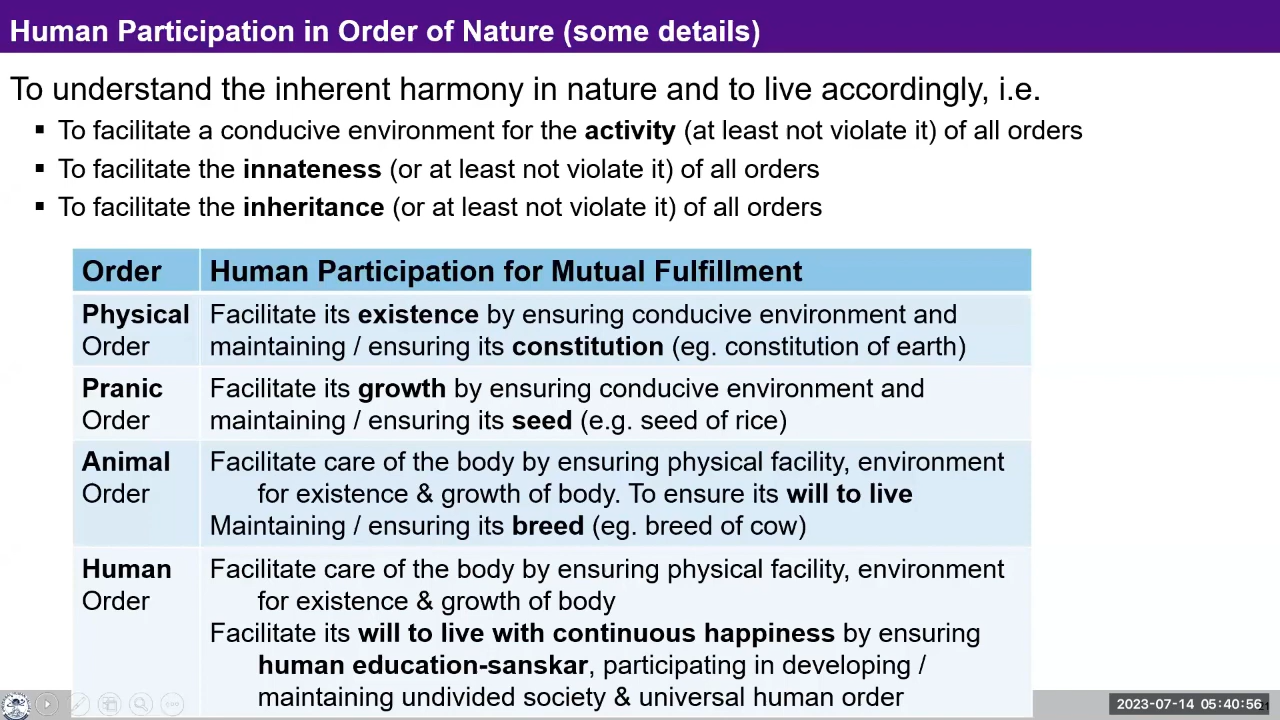 Human Participation in Order of Nature (some details)
To understand the inherent harmony in nature and to live accordingly, i.e.
▪ To facilitate a conducive environment for the activity (at least not violate it) of all orders
▪ To facilitate the innateness (or at least not violate it) of all orders
▪ To facilitate the inheritance (or at least not violate it) of all orders
Order Human Participation for Mutual Fulfillment
Physical Facilitate its existence by ensuring conducive environment and
Order maintaining / ensuring its constitution (eg. constitution of earth)
Pranic Facilitate its growth by ensuring conducive environment and
Order maintaining / ensuring its seed (e.g. seed of rice)
Animal Facilitate care of the body by ensuring physical facility, environment
Order for existence & growth of body. To ensure its will to live
Maintaining / ensuring its breed (eg. breed of cow)
Human Facilitate care of the body by ensuring physical facility, environment
Order for existence & growth of body
Facilitate its will to live with continuous happiness by ensuring
human education-sanskar, participating in developing /
maintaining undivided society & universal human order
2023-07-14 05:40:56